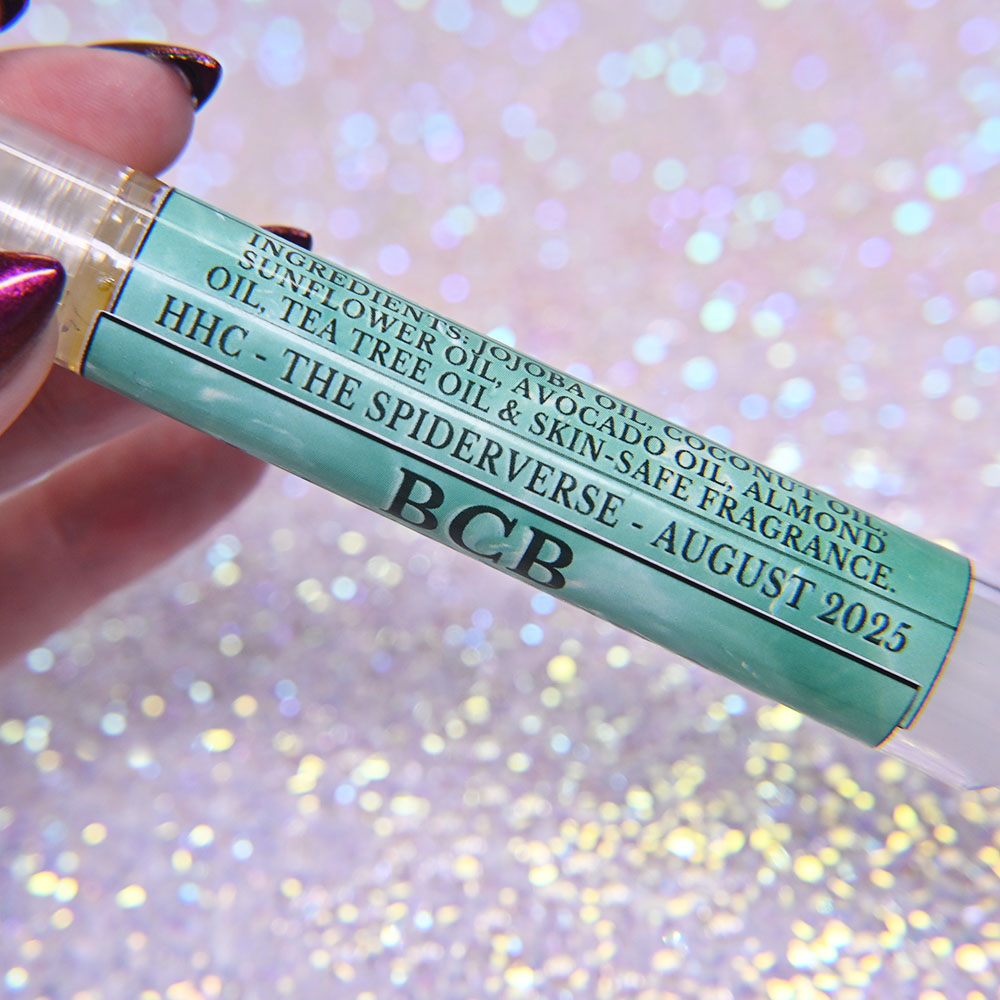 INGREDIENTS: JOJOBA OIL, COCONUT OIL,
SUNFLOWER OIL, AVOCADO OIL, ALMOND
OIL, TEA TREE OIL & SKIN-SAFE FRAGRANCE.
HHC - THE SPIDERVERSE - AUGUST 2025
BCB